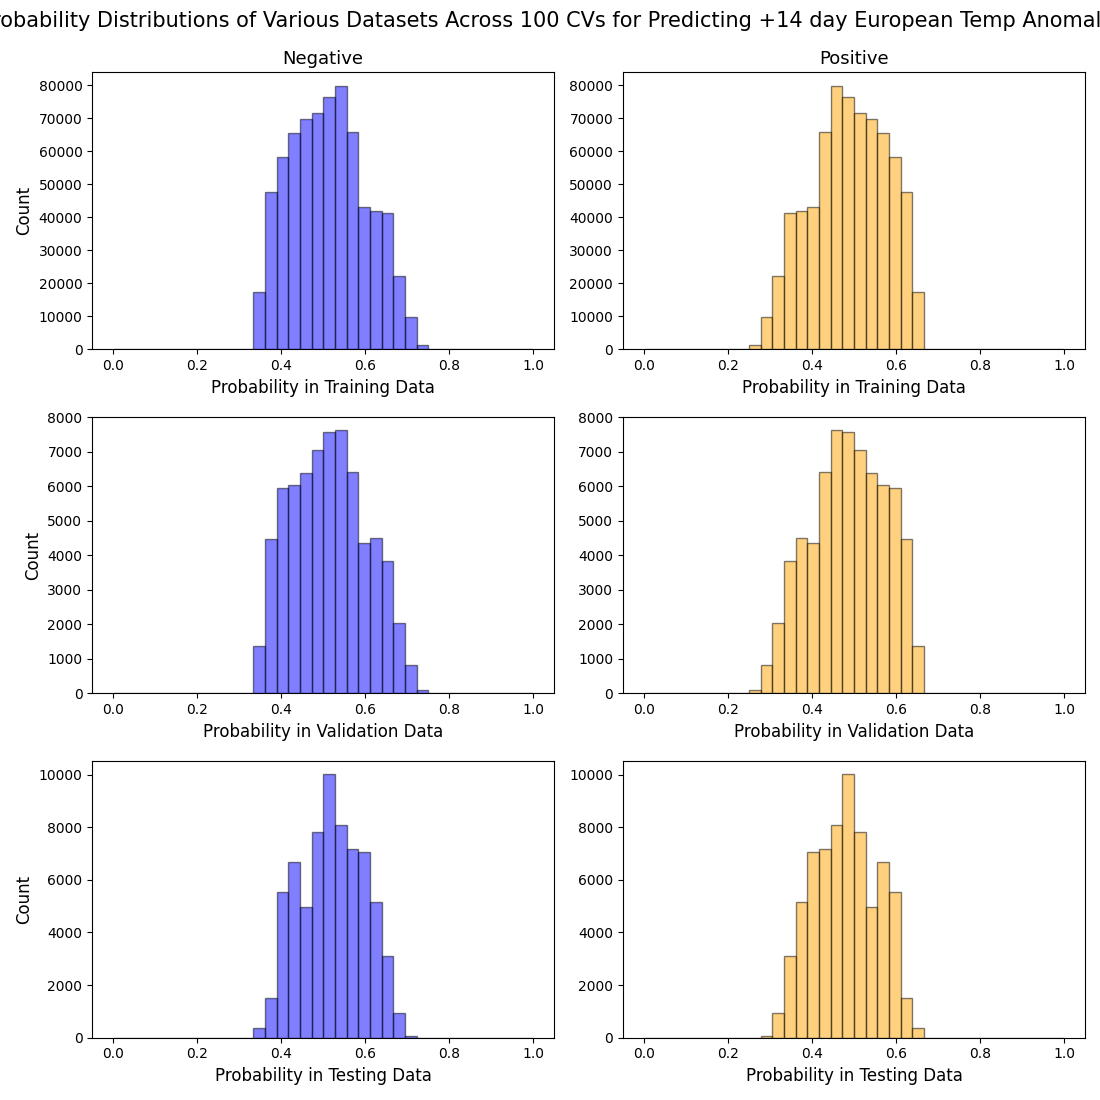 robability Distributions of Various Datasets Across 100 CVs for Predicting +14 day European Temp Anomal
Negative
Positive
80000
70000
60000
50000
40000
30000
20000
10000
0
Count
0.0 0.2 0.4 0.6 0.8 1.0
Probability in Training Data
80000
70000
60000
50000
40000
30000
20000
10000
0
0.0 0.2 0.4 0.6 0.8 1.0
Probability in Training Data
8000
7000
6000
5000
4000
3000
2000
1000
0
Count
0.0 0.2 0.4 0.6 0.8 1.0
Probability in Validation Data
8000
7000
6000
5000
4000
3000
2000
1000
0
0.0 0.2 0.4 0.6 0.8 1.0
Probability in Validation Data
10000
8000
6000
4000
2000
0
Count
0.0 0.2 0.4 0.6 0.8 1.0
Probability in Testing Data
10000
8000
6000
4000
2000
0
0.0 0.2 0.4 0.6 0.8 1.0
Probability in Testing Data